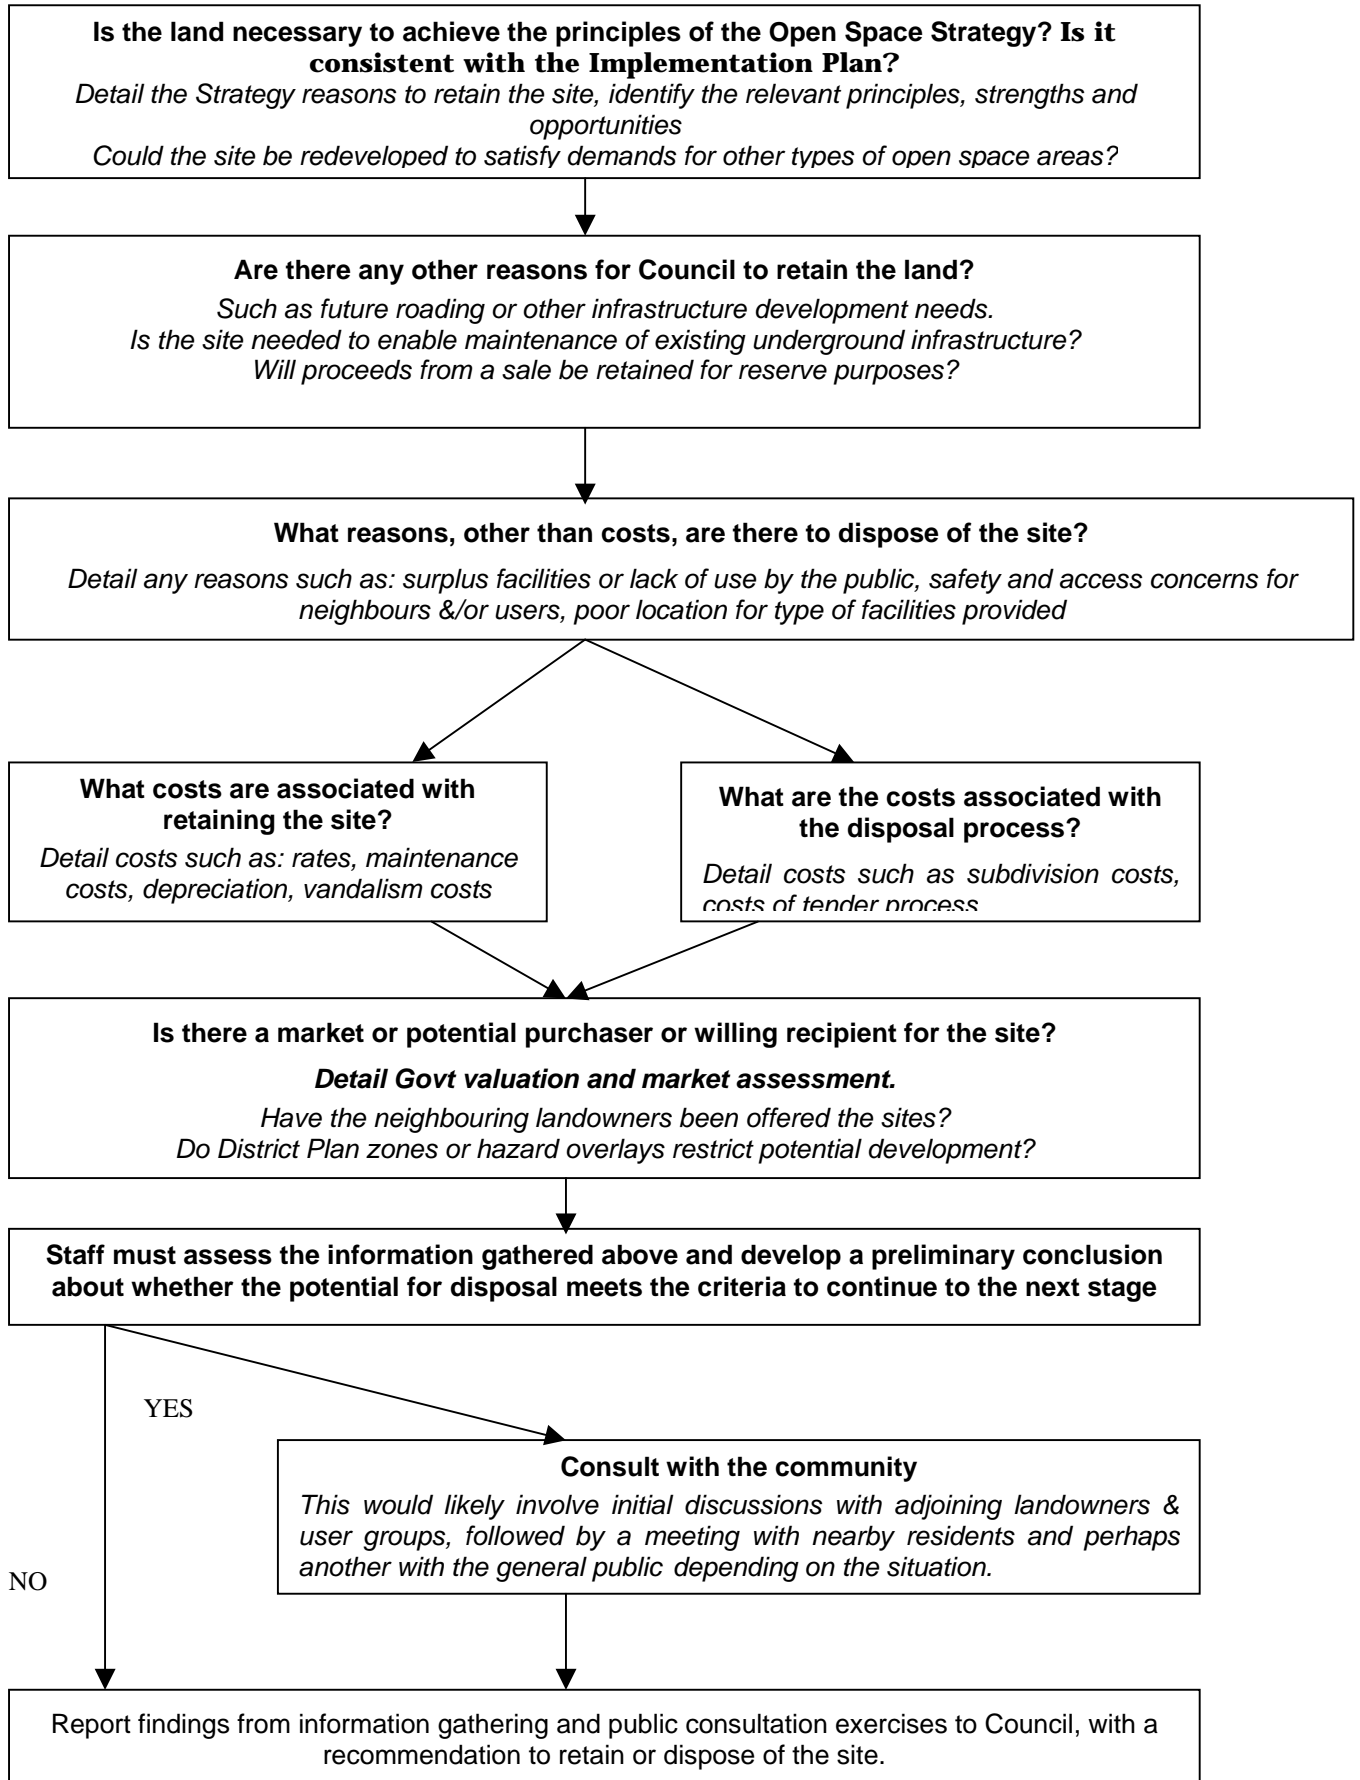 Is the land necessary to achieve the principles of the Open Space Strategy? Is it
consistent with the Implementation Plan?
Detail the Strategy reasons to retain the site, identify the relevant principles, strengths and
opportunities
Could the site be redeveloped to satisfy demands for other types of open space areas?
Are there any other reasons for Council to retain the land?
Such as future roading or other infrastructure development needs.
Is the site needed to enable maintenance of existing underground infrastructure?
Will proceeds from a sale be retained for reserve purposes?
What reasons, other than costs, are there to dispose of the site?
Detail any reasons such as: surplus facilities or lack of use by the public, safety and access concerns for
neighbours &/or users, poor location for type of facilities provided
What costs are associated with
retaining the site?
Detail costs such as: rates, maintenance
costs, depreciation, vandalism costs
What are the costs associated with
the disposal process?
Detail costs such as subdivision costs,
costs of tender process
Is there a market or potential purchaser or willing recipient for the site?
Detail Govt valuation and market assessment.
Have the neighbouring landowners been offered the sites?
Do District Plan zones or hazard overlays restrict potential development?
Staff must assess the information gathered above and develop a preliminary conclusion
about whether the potential for disposal meets the criteria to continue to the next stage
YES
Consult with the community
This would likely involve initial discussions with adjoining landowners &
user groups, followed by a meeting with nearby residents and perhaps
another with the general public depending on the situation.
NO
Report findings from information gathering and public consultation exercises to Council, with a
recommendation to retain or dispose of the site.